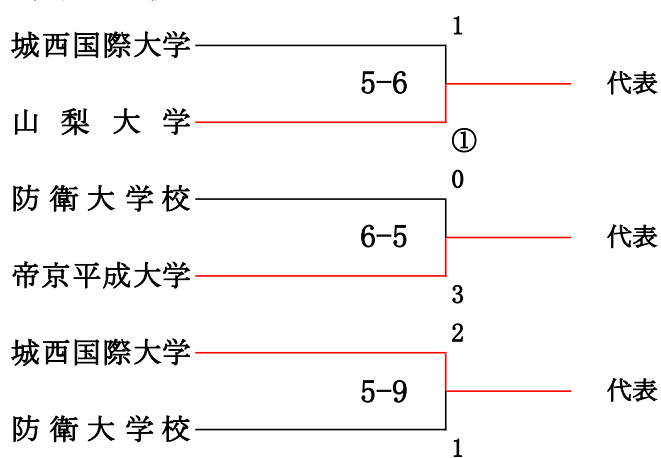 1
城西国際大学
5−6
代表
山梨大学
①
0
防衛大学校
6−5
代表
帝京平成大学
3
2
城西国際大学
5−9
代表
防衛大学校
1